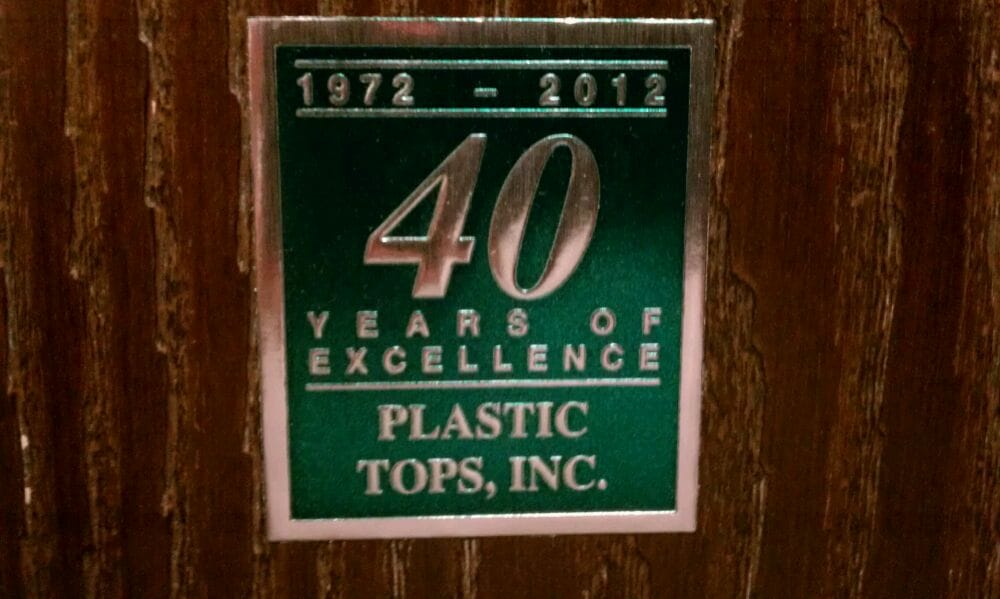 1972 - 2012
40
YEARS OF
EXCELLENCE
PLASTIC
TOPS, INC.